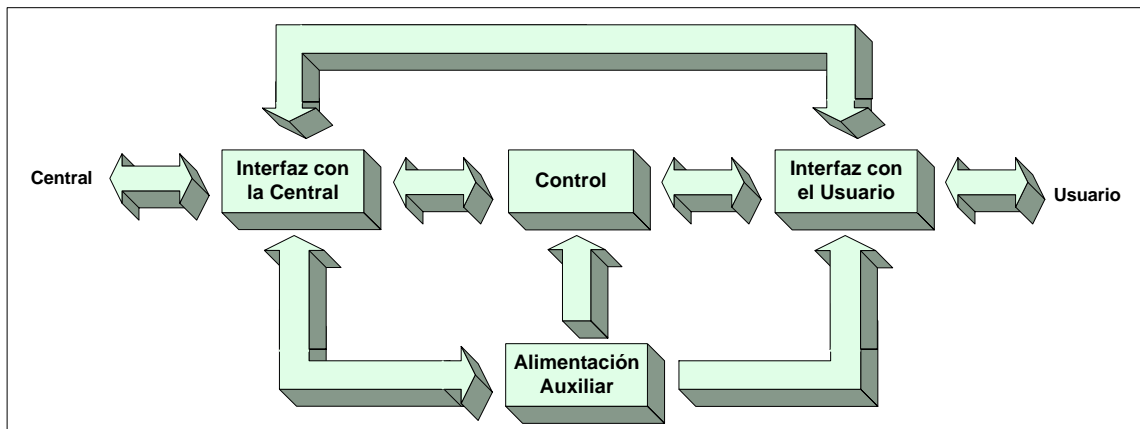 Central
Interfaz con
la Central
Control
Interfaz con
el Usuario
Usuario
Alimentación
Auxiliar